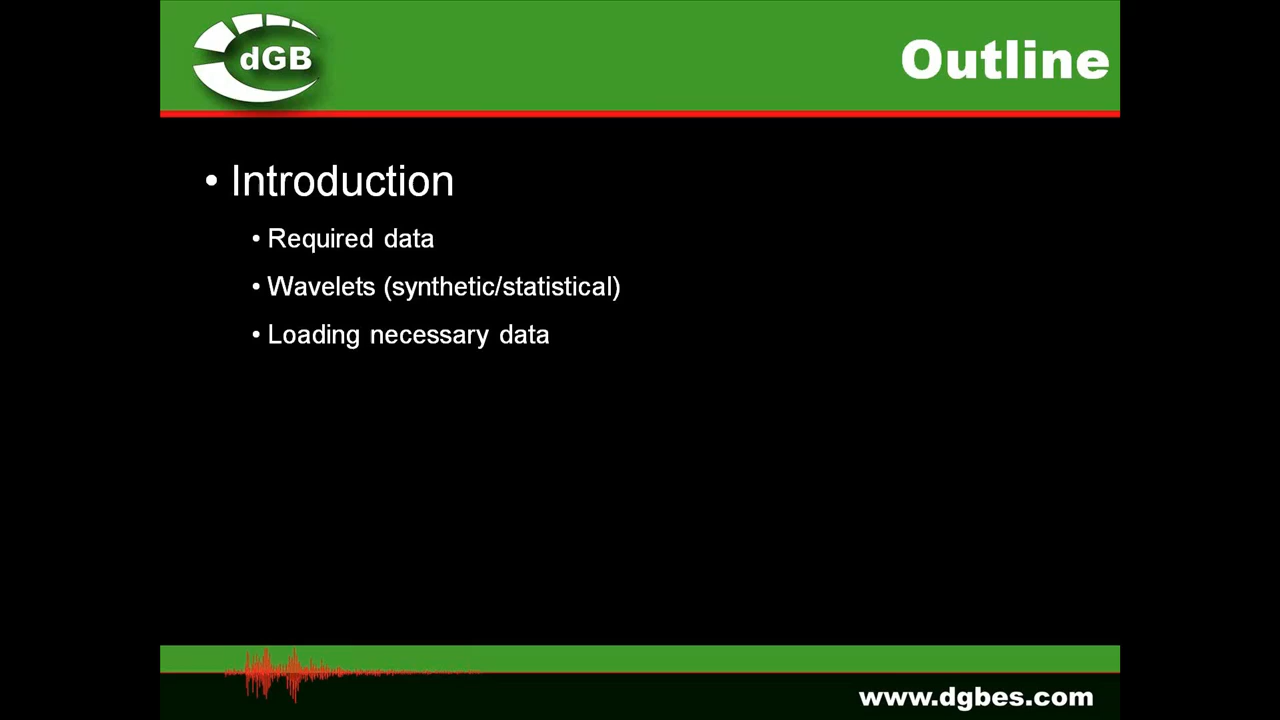 dGB
Outline
• Introduction
• Required data
• Wavelets (synthetic/statistical)
• Loading necessary data
www.dgbes.com